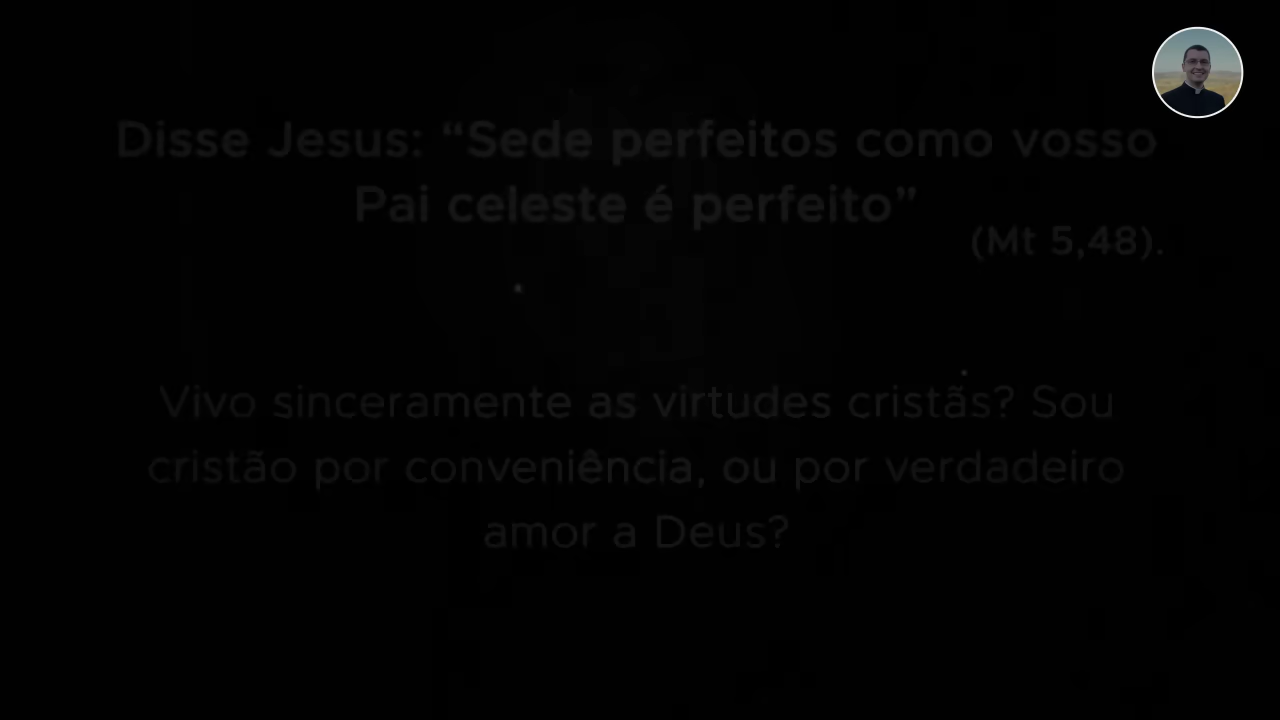 Disse Jesus: “Sede perfeitos como vosso
Pai celeste é perfeito”
(Mt 5,48).
Vivo sinceramente as virtudes cristãs? Sou
cristão por conveniência, ou por verdadeiro
amor a Deus?